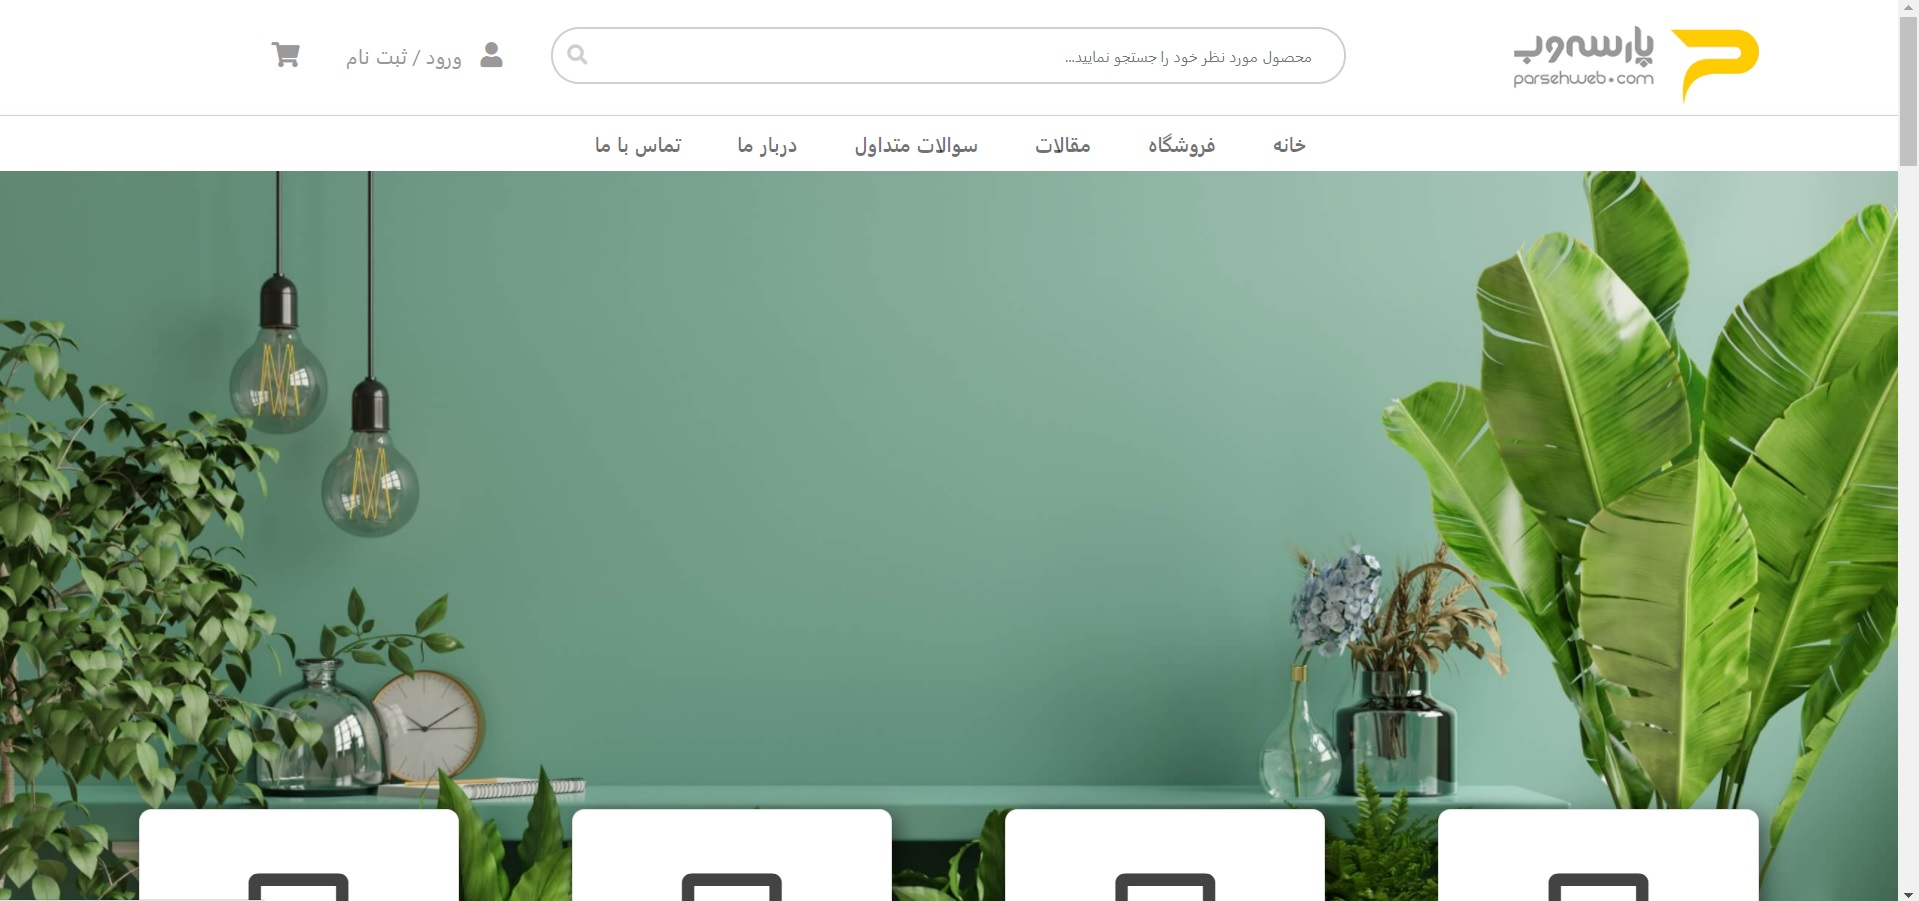 پارسه‌وب
parsehweb.com
محصول مورد نظر خود را جستجو نمایید...
ورود / ثبت نام
خانه
فروشگاه
مقالات
سوالات متداول
دربار ما
تماس با ما